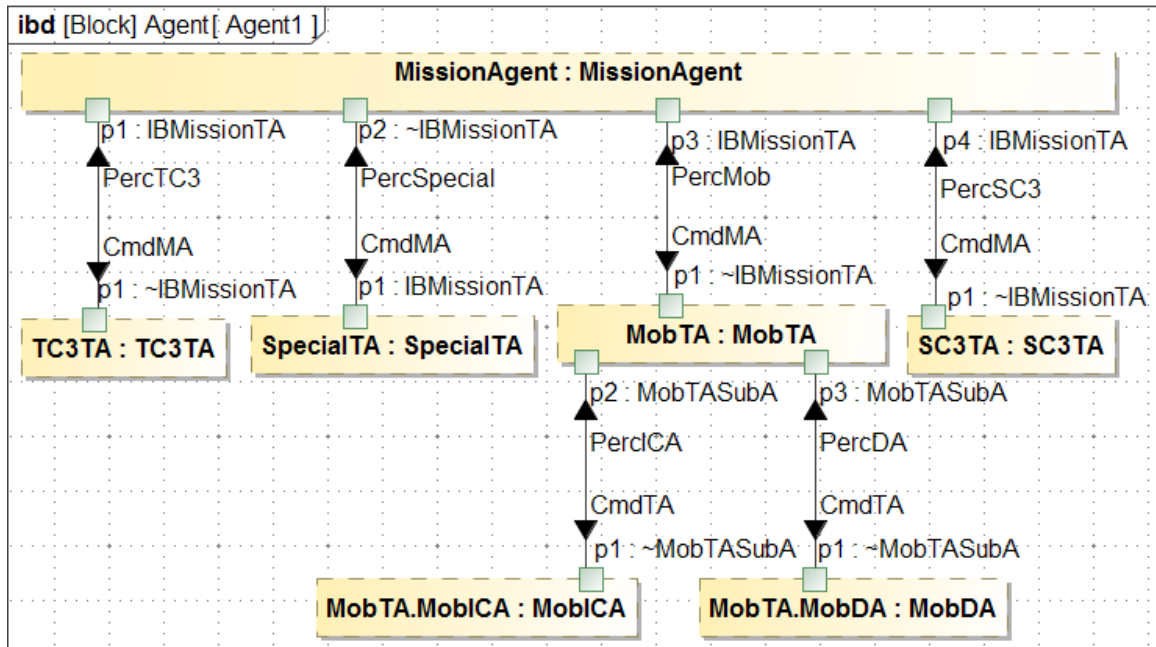 ibd [Block] Agent[ Agent1 ]
MissionAgent : MissionAgent
p1 : IBMissionTA
p2 : ~IBMissionTA
p3 : IBMissionTA
p4 : IBMissionTA
PercTC3
PercSpecial
PercMob
PercSC3
CmdMA
CmdMA
CmdMA
CmdMA
p1 : ~IBMissionTA
p1 : IBMissionTA
p1 : ~IBMissionTA
p1 : ~IBMissionTA
TC3TA : TC3TA
SpecialTA : SpecialTA
MobTA : MobTA
SC3TA : SC3TA
p2 : MobTASubA
p3 : MobTASubA
PercICA
PercDA
CmdTA
CmdTA
p1 : ~MobTASubA
p1 : ~MobTASubA
MobTA.MobICA : MobICA
MobTA.MobDA : MobDA